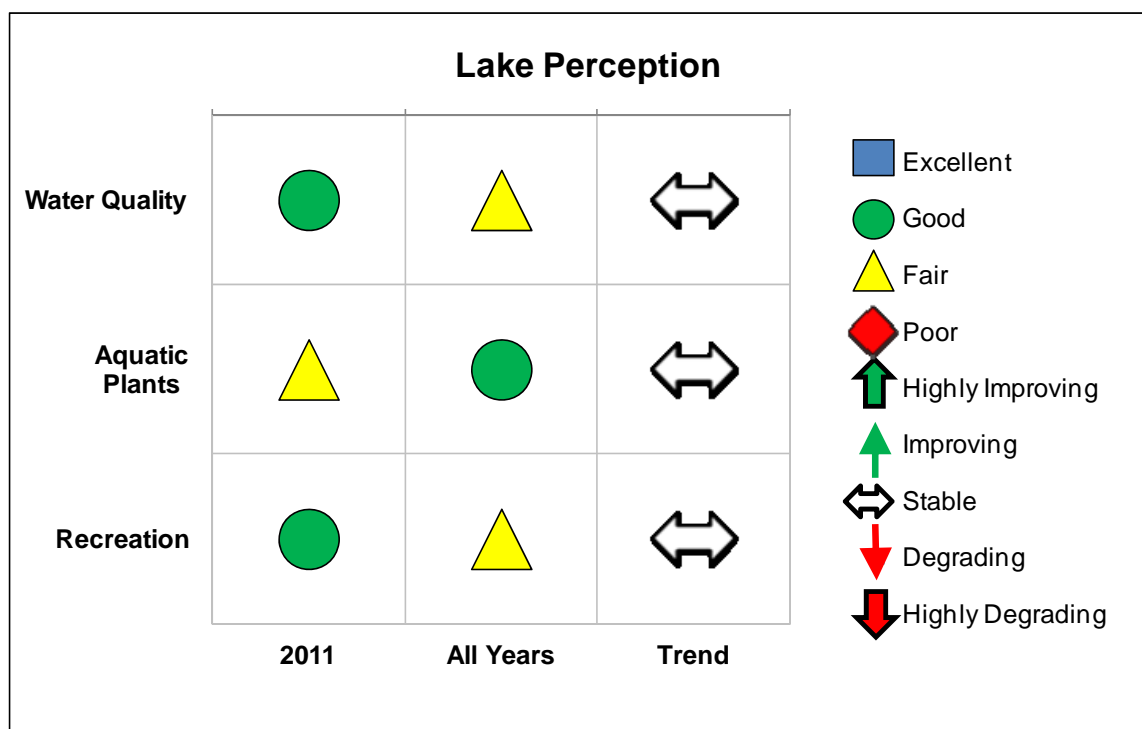 Lake Perception
Water Quality
Aquatic
Plants
Recreation
2011
All Years
Trend
Excellent
Good
Fair
Poor
Highly Improving
Improving
Stable
Degrading
Highly Degrading